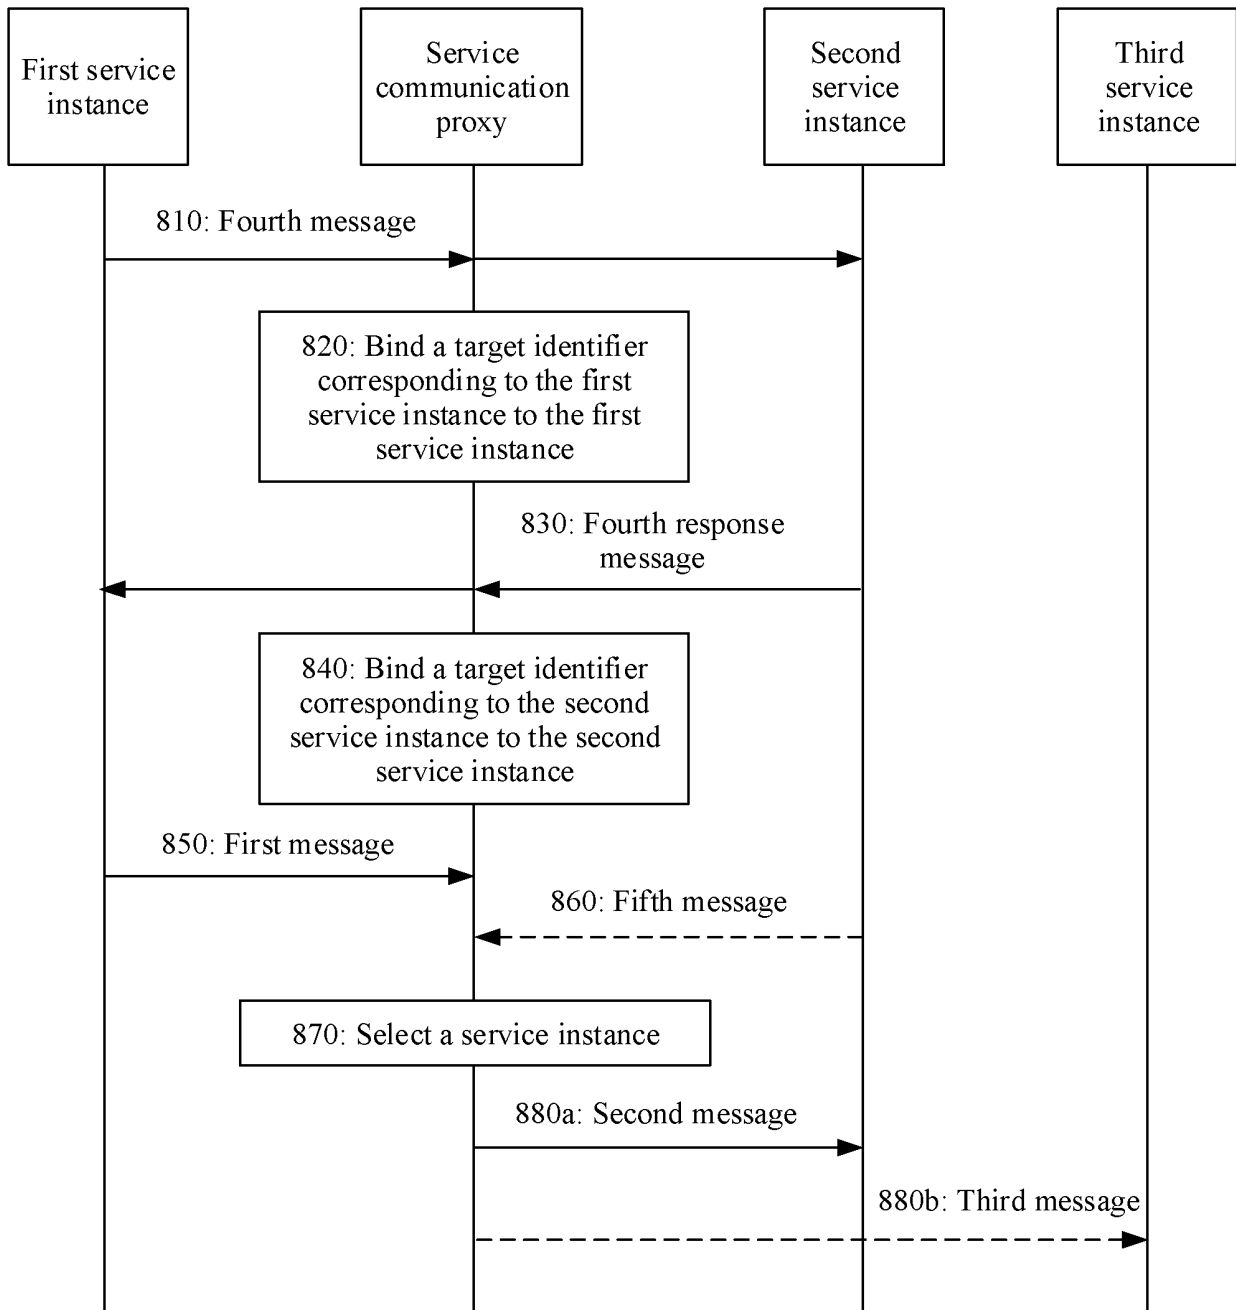 First service
instance
Service
communication
proxy
Second
service
instance
Third
service
instance
810: Fourth message
820: Bind a target identifier
corresponding to the first
service instance to the first
service instance
830: Fourth response
message
840: Bind a target identifier
corresponding to the second
service instance to the second
service instance
850: First message
860: Fifth message
870: Select a service instance
880a: Second message
880b: Third message